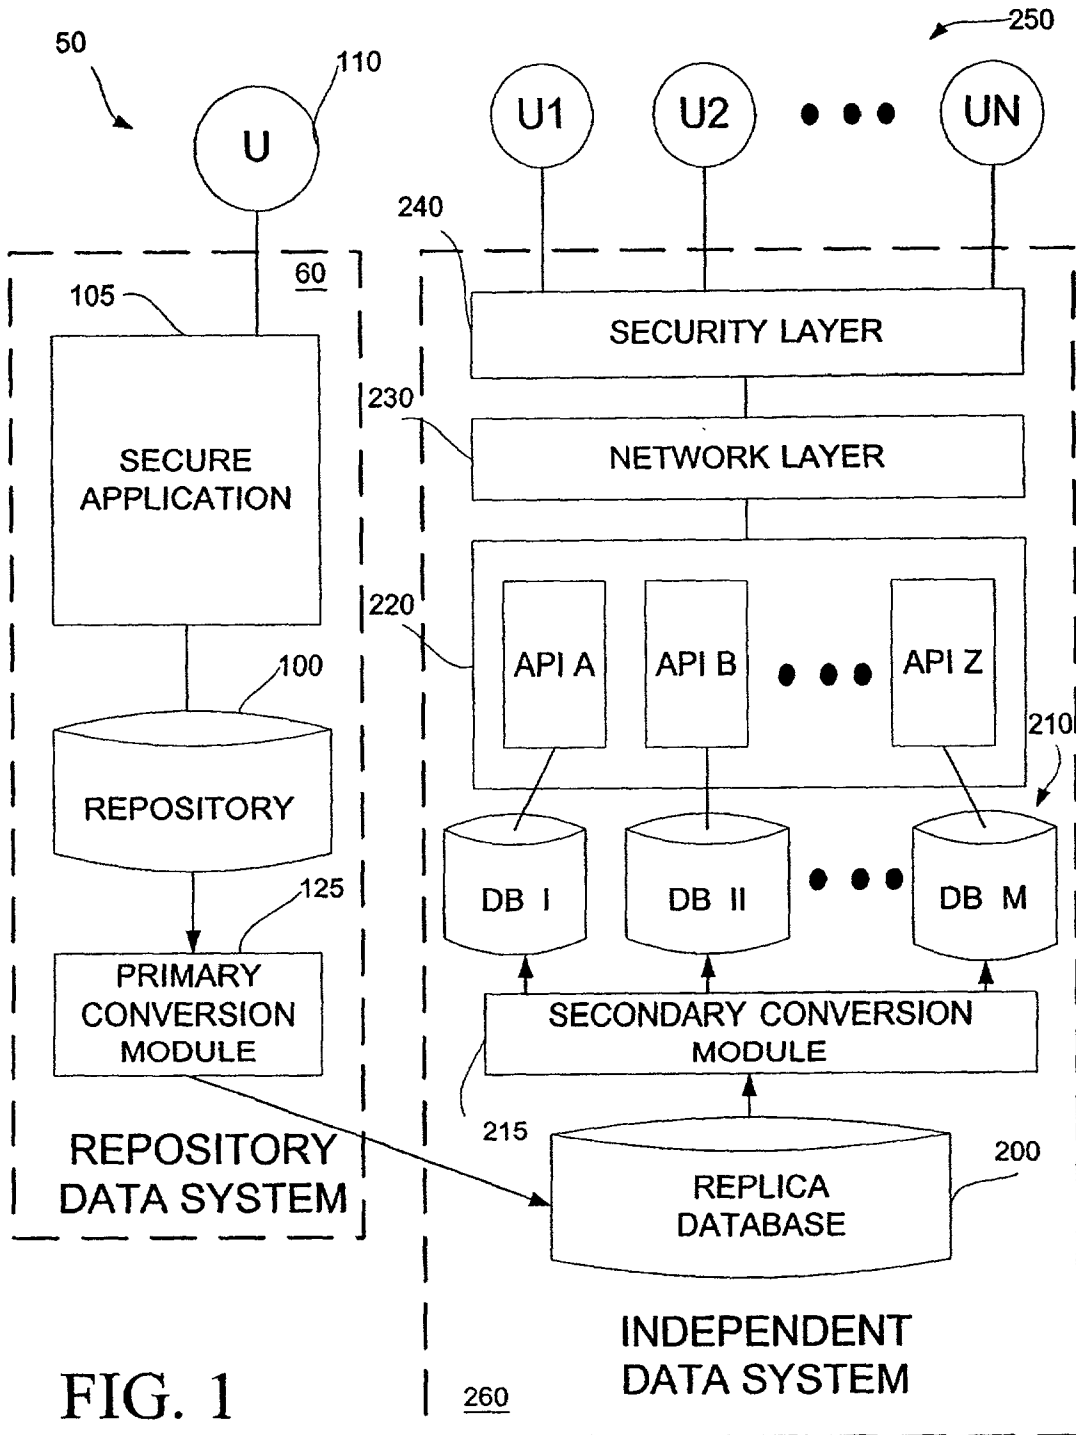 50
110
U
250
U1
U2
UN
60
105
SECURE
APPLICATION
100
REPOSITORY
125
PRIMARY
CONVERSION
MODULE
REPOSITORY
DATA SYSTEM
240
SECURITY LAYER
230
NETWORK LAYER
220
API A
API B
API Z
210
DB I
DB II
DB M
SECONDARY CONVERSION
MODULE
215
200
REPLICA
DATABASE
INDEPENDENT
DATA SYSTEM
260
FIG. 1